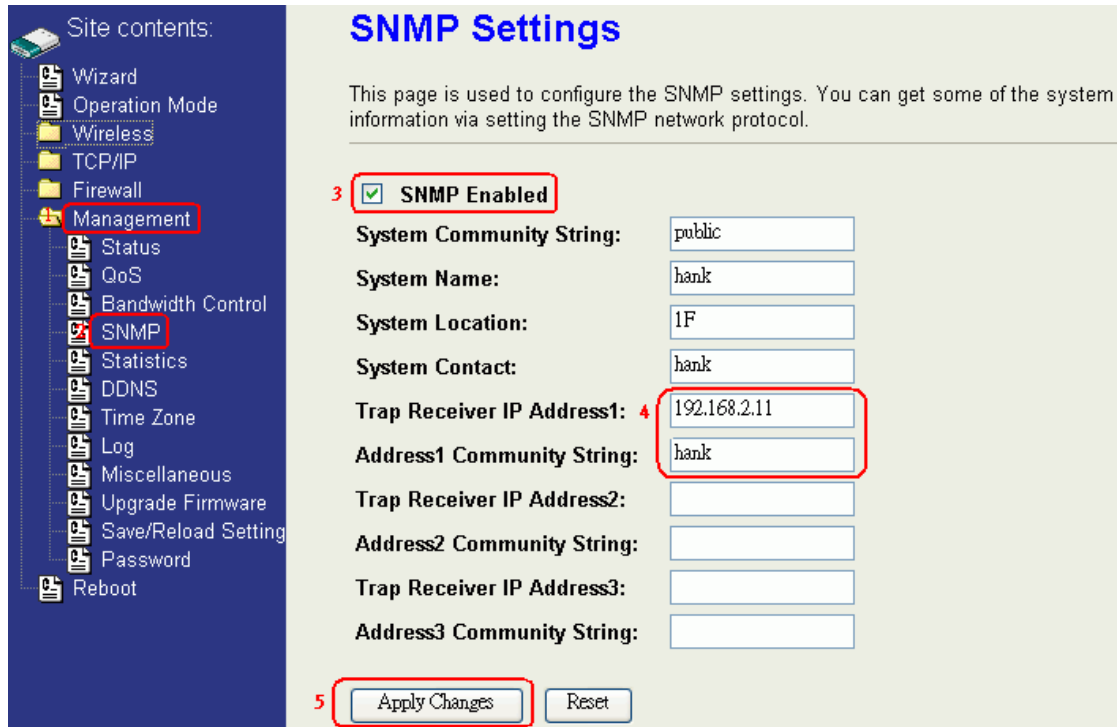 Site contents:
Wizard
Operation Mode
Wireless
TCP/IP
Firewall
1 Management
Status
QoS
Bandwidth Control
2 SNMP
Statistics
DDNS
Time Zone
Log
Miscellaneous
Upgrade Firmware
Save/Reload Setting
Password
Reboot
SNMP Settings
This page is used to configure the SNMP settings. You can get some of the system
information via setting the SNMP network protocol.
3 SNMP Enabled
System Community String: public
System Name: hank
System Location: 1F
System Contact: hank
Trap Receiver IP Address1: 4 192.168.2.11
Address1 Community String: hank
Trap Receiver IP Address2:
Address2 Community String:
Trap Receiver IP Address3:
Address3 Community String:
5 Apply Changes Reset